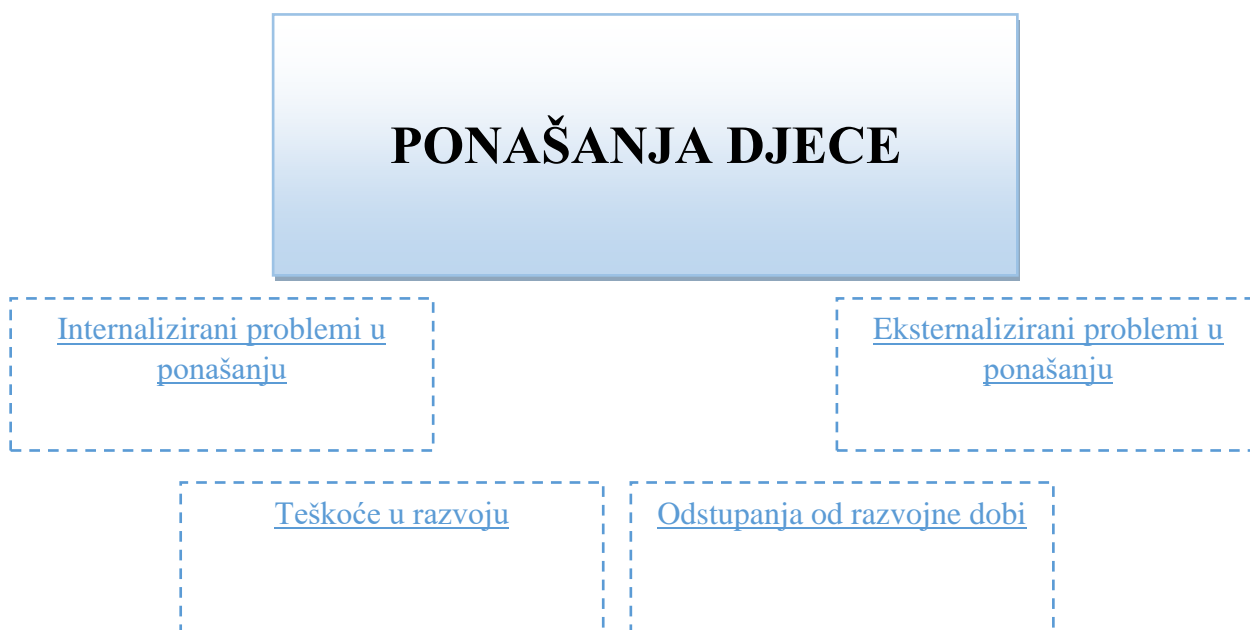 PONAŠANJA DJECE
Internalizirani problemi u
ponašanju
Eksternalizirani problemi u
ponašanju
Teškoće u razvoju
Odstupanja od razvojne dobi